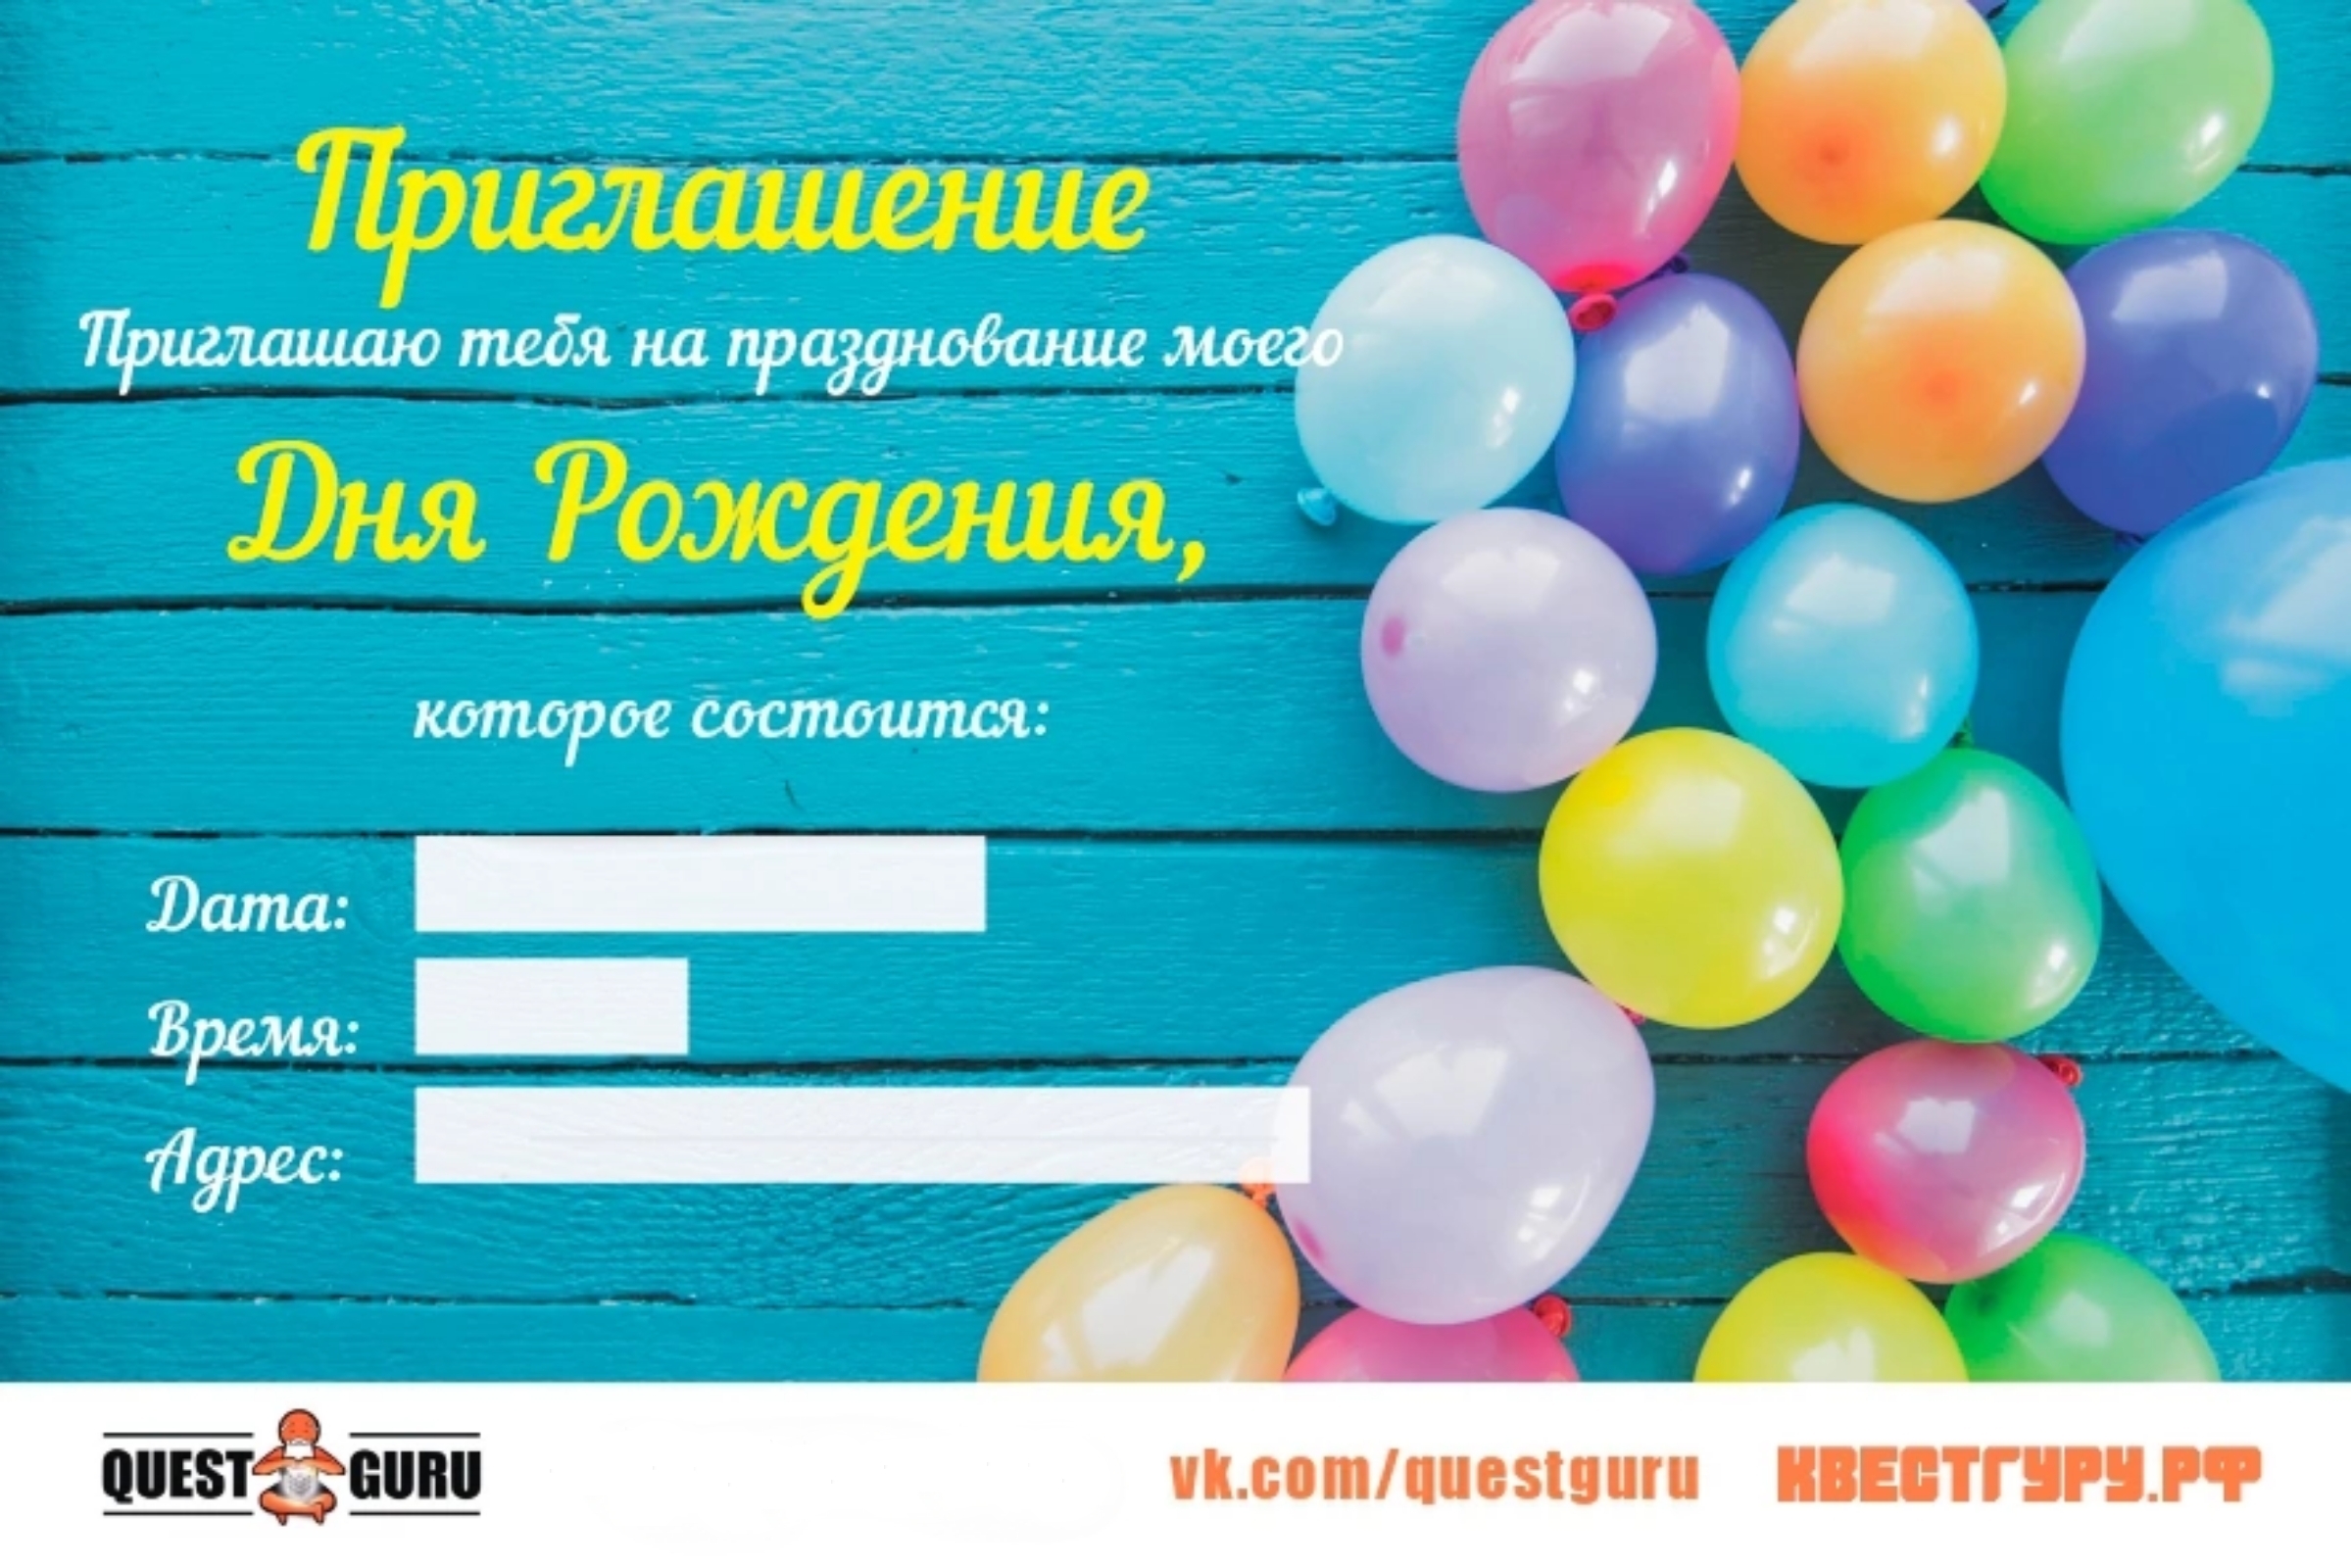 Приглашение
Приглашаю тебя на празднование моего
Дня Рождения,
которое состоится:
Дата:
Время:
Адрес:
QUEST GURU
vk.com/questguru
КВЕСТГУРУ.РФ